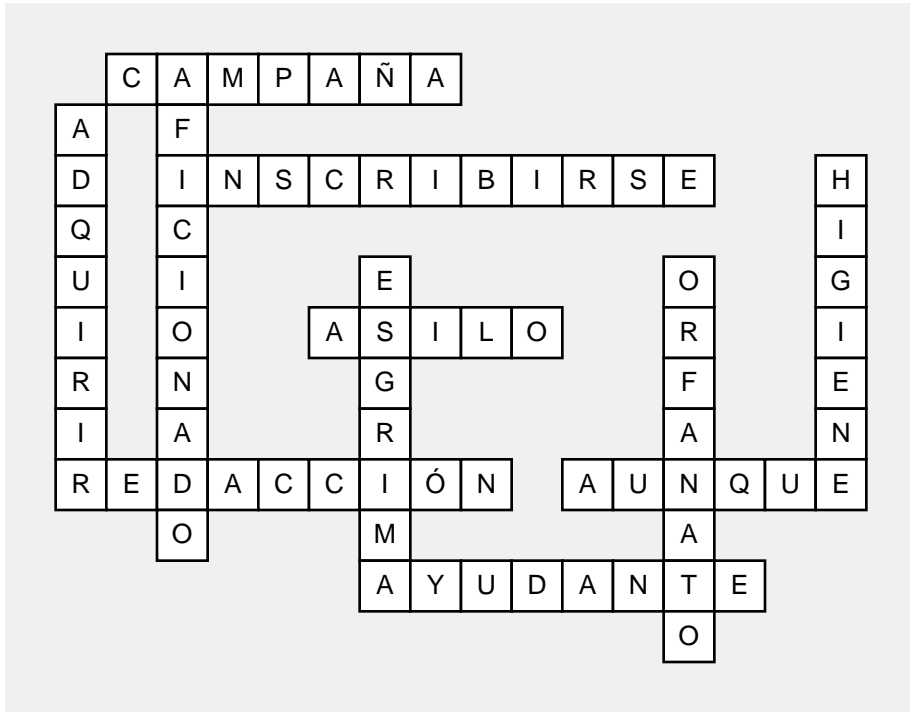 CAMPAÑA
AFICIONADO
ADQUIRIR
INSCRIBIRSE
HIGIENE
ESGRIMA
ORFANATO
ASILO
REDACCIÓN
AUNQUE
AYUDANTE